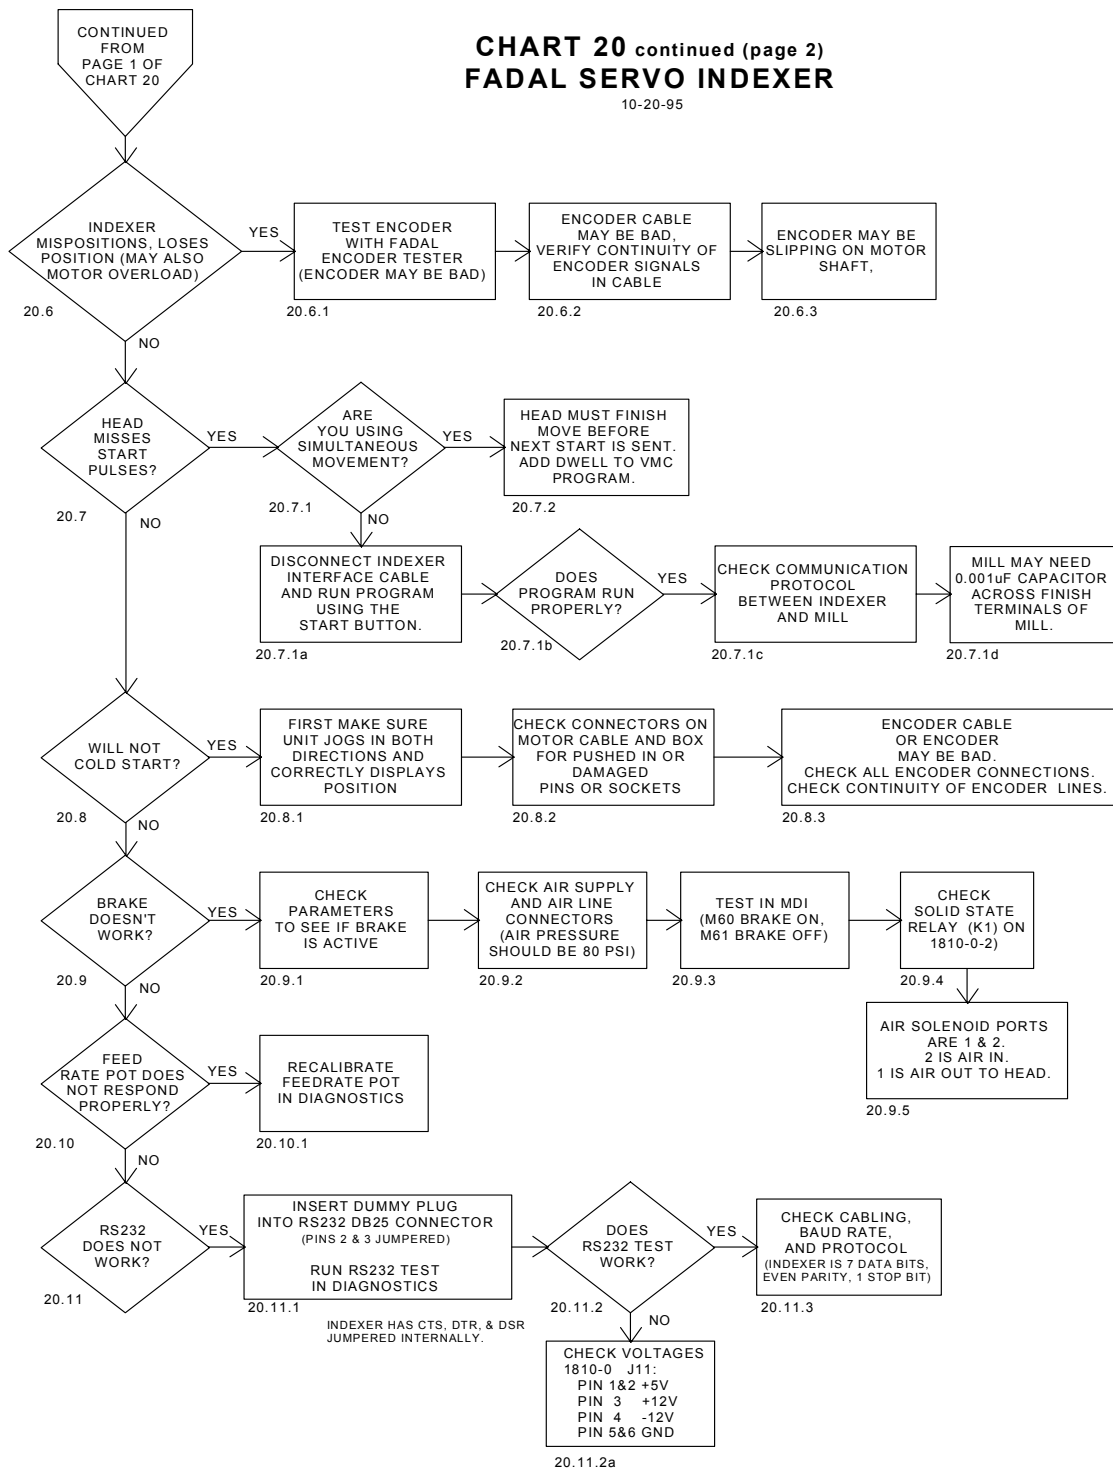 CONTINUED
FROM
PAGE 1 OF
CHART 20
CHART 20 continued (page 2)
FADAL SERVO INDEXER
10-20-95
INDEXER
MISPOSITIONS, LOSES
POSITION (MAY ALSO
MOTOR OVERLOAD)
20.6
YES
NO
TEST ENCODER
WITH FADAL
ENCODER TESTER
(ENCODER MAY BE BAD)
20.6.1
ENCODER CABLE
MAY BE BAD,
VERIFY CONTINUITY OF
ENCODER SIGNALS
IN CABLE
20.6.2
ENCODER MAY BE
SLIPPING ON MOTOR
SHAFT,
20.6.3
HEAD
MISSES
START
PULSES?
20.7
YES
NO
ARE
YOU USING
SIMULTANEOUS
MOVEMENT?
20.7.1
YES
NO
HEAD MUST FINISH
MOVE BEFORE
NEXT START IS SENT.
ADD DWELL TO VMC
PROGRAM.
20.7.2
DISCONNECT INDEXER
INTERFACE CABLE
AND RUN PROGRAM
USING THE
START BUTTON.
20.7.1a
DOES
PROGRAM RUN
PROPERLY?
20.7.1b
YES
CHECK COMMUNICATION
PROTOCOL
BETWEEN INDEXER
AND MILL
20.7.1c
MILL MAY NEED
0.001uF CAPACITOR
ACROSS FINISH
TERMINALS OF
MILL.
20.7.1d
WILL NOT
COLD START?
20.8
YES
NO
FIRST MAKE SURE
UNIT JOGS IN BOTH
DIRECTIONS AND
CORRECTLY DISPLAYS
POSITION
20.8.1
CHECK CONNECTORS ON
MOTOR CABLE AND BOX
FOR PUSHED IN OR
DAMAGED
PINS OR SOCKETS
20.8.2
ENCODER CABLE
OR ENCODER
MAY BE BAD.
CHECK ALL ENCODER CONNECTIONS.
CHECK CONTINUITY OF ENCODER LINES.
20.8.3
BRAKE
DOESN'T
WORK?
20.9
YES
NO
CHECK
PARAMETERS
TO SEE IF BRAKE
IS ACTIVE
20.9.1
CHECK AIR SUPPLY
AND AIR LINE
CONNECTORS
(AIR PRESSURE
SHOULD BE 80 PSI)
20.9.2
TEST IN MDI
(M60 BRAKE ON,
M61 BRAKE OFF)
20.9.3
CHECK
SOLID STATE
RELAY (K1) ON
1810-0-2)
20.9.4
AIR SOLENOID PORTS
ARE 1 & 2.
2 IS AIR IN.
1 IS AIR OUT TO HEAD.
20.9.5
FEED
RATE POT DOES
NOT RESPOND
PROPERLY?
20.10
YES
NO
RECALIBRATE
FEEDRATE POT
IN DIAGNOSTICS
20.10.1
RS232
DOES NOT
WORK?
20.11
YES
INSERT DUMMY PLUG
INTO RS232 DB25 CONNECTOR
(PINS 2 & 3 JUMPERED)
RUN RS232 TEST
IN DIAGNOSTICS
20.11.1
INDEXER HAS CTS, DTR, & DSR
JUMPERED INTERNALLY.
DOES
RS232 TEST
WORK?
20.11.2
YES
NO
CHECK CABLING,
BAUD RATE,
AND PROTOCOL
(INDEXER IS 7 DATA BITS,
EVEN PARITY, 1 STOP BIT)
20.11.3
CHECK VOLTAGES
1810-0 J11:
PIN 1&2 +5V
PIN 3 +12V
PIN 4 -12V
PIN 5&6 GND
20.11.2a